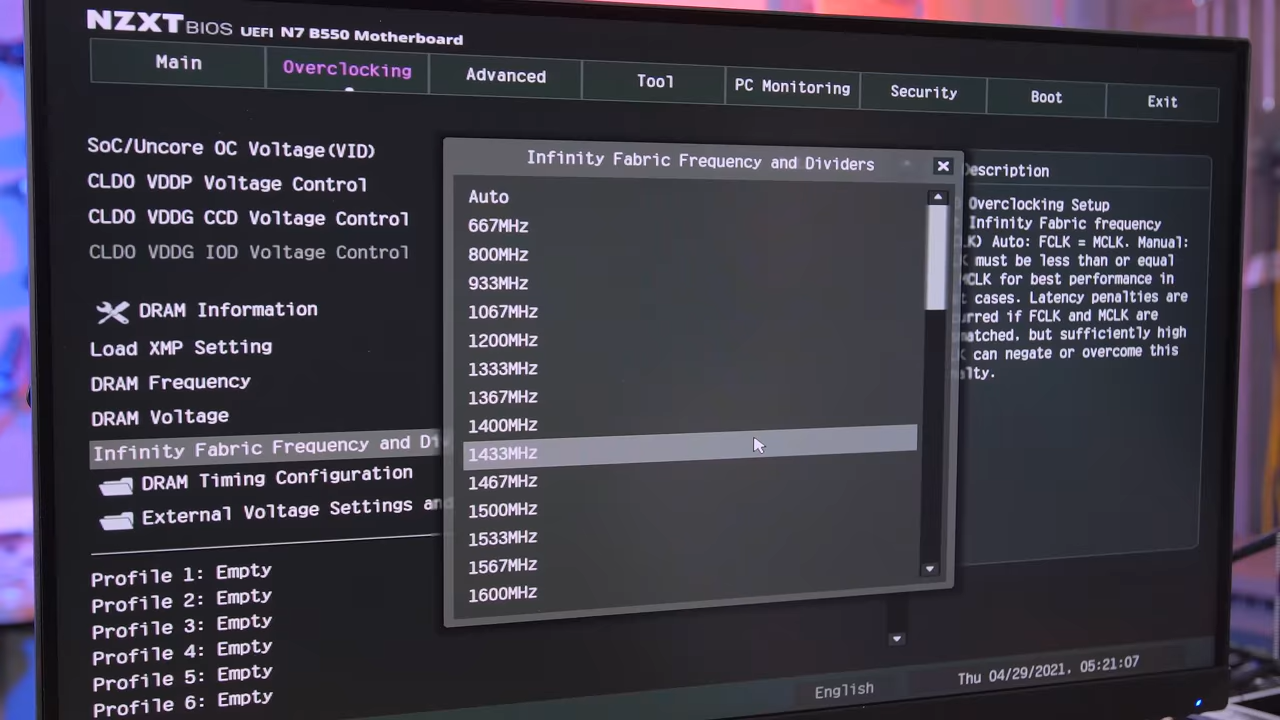 NZXT BIOS UEFI N7 B550 Motherboard
Main Overclocking Advanced Tool PC Monitoring Security Boot Exit
SoC/Uncore OC Voltage(VID)
CLDO VDDP Voltage Control
CLDO VDDG CCD Voltage Control
CLDO VDDG IOD Voltage Control
DRAM Information
Load XMP Setting
DRAM Frequency
DRAM Voltage
Infinity Fabric Frequency and
DRAM Timing Configuration
External Voltage Settings
Profile 1: Empty
Profile 2: Empty
Profile 3: Empty
Profile 4: Empty
Profile 5: Empty
Profile 6: Empty
Infinity Fabric Frequency and Dividers
Auto
667MHz
800MHz
933MHz
1067MHz
1200MHz
1333MHz
1367MHz
1400MHz
1433MHz
1467MHz
1500MHz
1533MHz
1567MHz
1600MHz
Overclocking Setup
Infinity Fabric frequency
Auto: FCLK = MCLK. Manual:
must be less than or equal
for best performance in
cases. Latency penalties are
if FCLK and MCLK are
but sufficiently high
can negate or overcome this
English
Thu 04/29/2021, 05:21:07